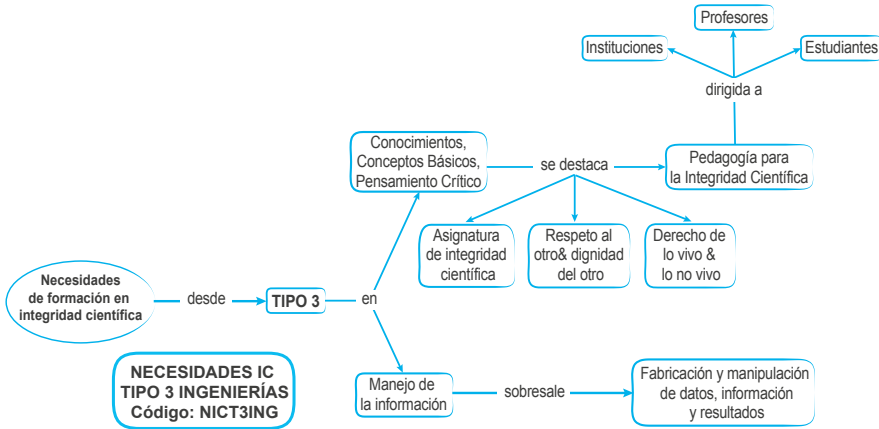 Profesores
Instituciones
Estudiantes
dirigida a
Conocimientos,
Conceptos Básicos,
Pensamiento Crítico
se destaca
Pedagogía para
la Integridad Científica
Asignatura
de integridad
científica
Respeto al
otro& dignidad
del otro
Derecho de
lo vivo &
lo no vivo
Necesidades
de formación en
integridad científica
desde
TIPO 3
en
NECESIDADES IC
TIPO 3 INGENIERÍAS
Código: NICT3ING
Manejo de
la información
sobresale
Fabricación y manipulación
de datos, información
y resultados